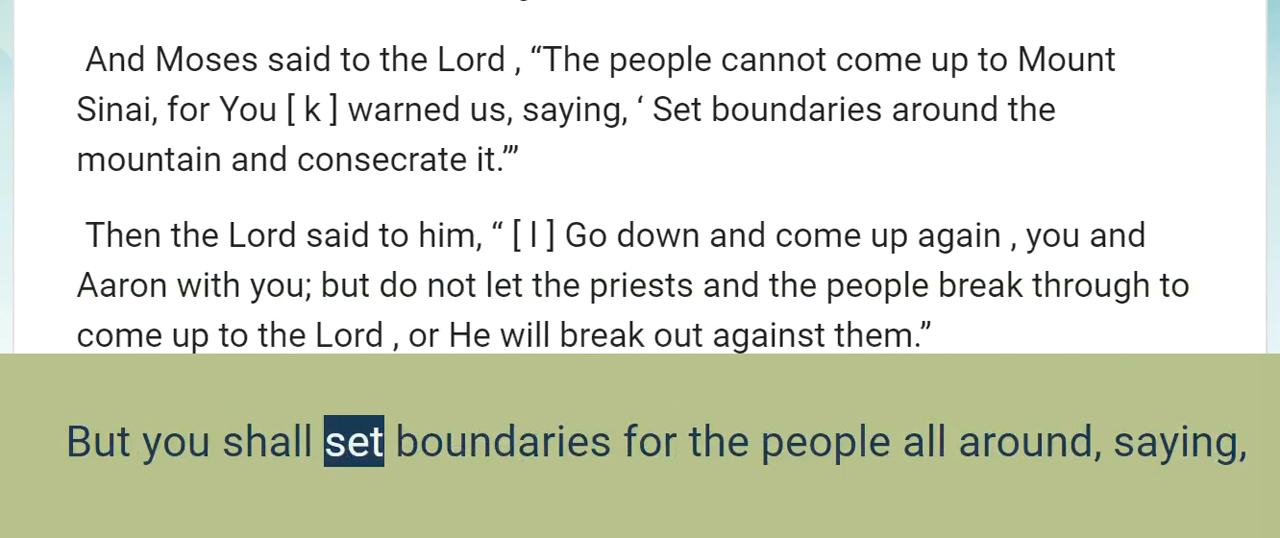 And Moses said to the Lord , “The people cannot come up to Mount
Sinai, for You [ k ] warned us, saying, ‘ Set boundaries around the
mountain and consecrate it.’”
Then the Lord said to him, “ [ l ] Go down and come up again , you and
Aaron with you; but do not let the priests and the people break through to
come up to the Lord , or He will break out against them.”
But you shall set boundaries for the people all around, saying,